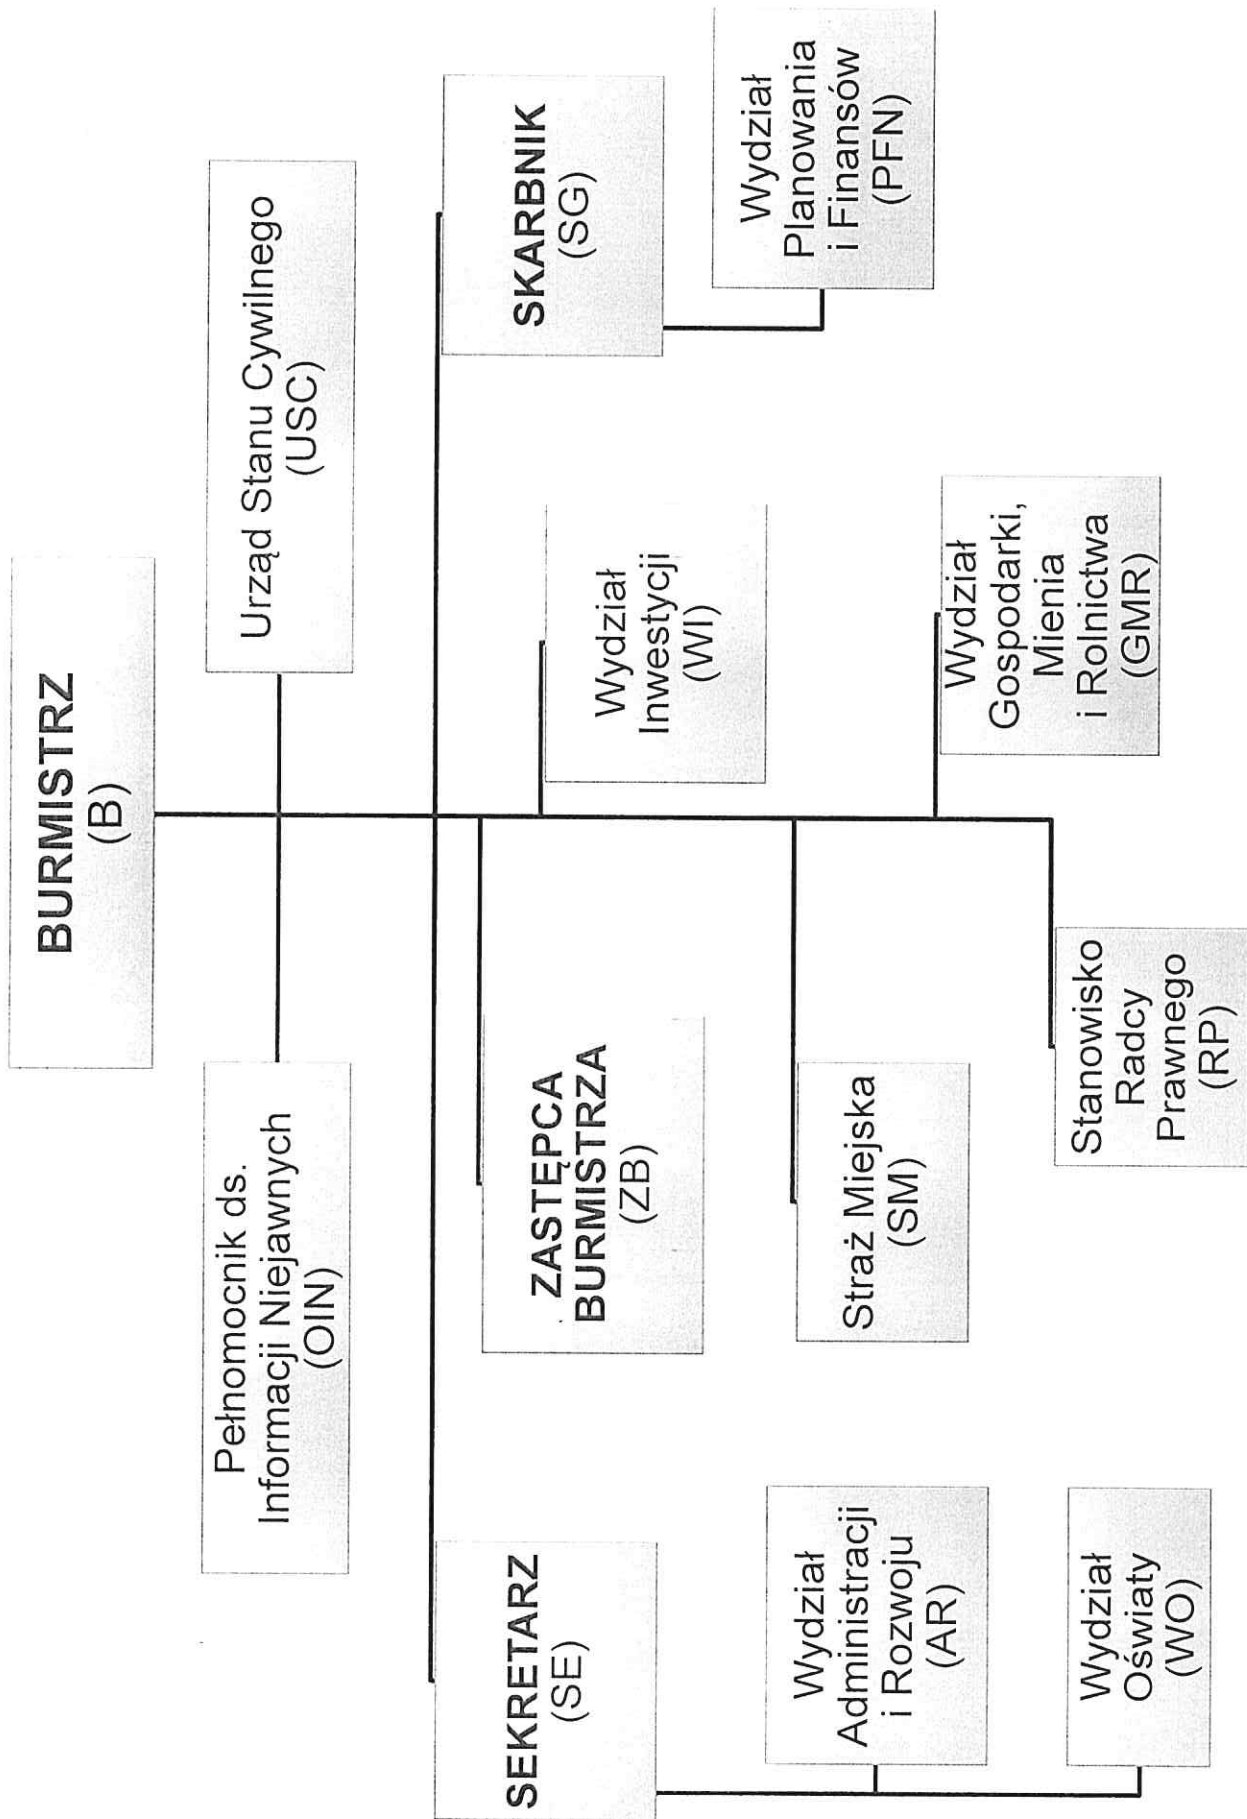 BURMISTRZ
(B)
Pełnomocnik ds.
Informacji Niejawnych
(OIN)
Urząd Stanu Cywilnego
(USC)
SEKRETARZ
(SE)
ZASTĘPCA
BURMISTRZA
(ZB)
Wydział
Inwestycji
(WI)
SKARBNIK
(SG)
Wydział
Administracji
i Rozwoju
(AR)
Straż Miejska
(SM)
Wydział
Planowania
i Finansów
(PFN)
Wydział
Gospodarki,
Mienia
i Rolnictwa
(GMR)
Wydział
Oświaty
(WO)
Stanowisko
Radcy
Prawnego
(RP)